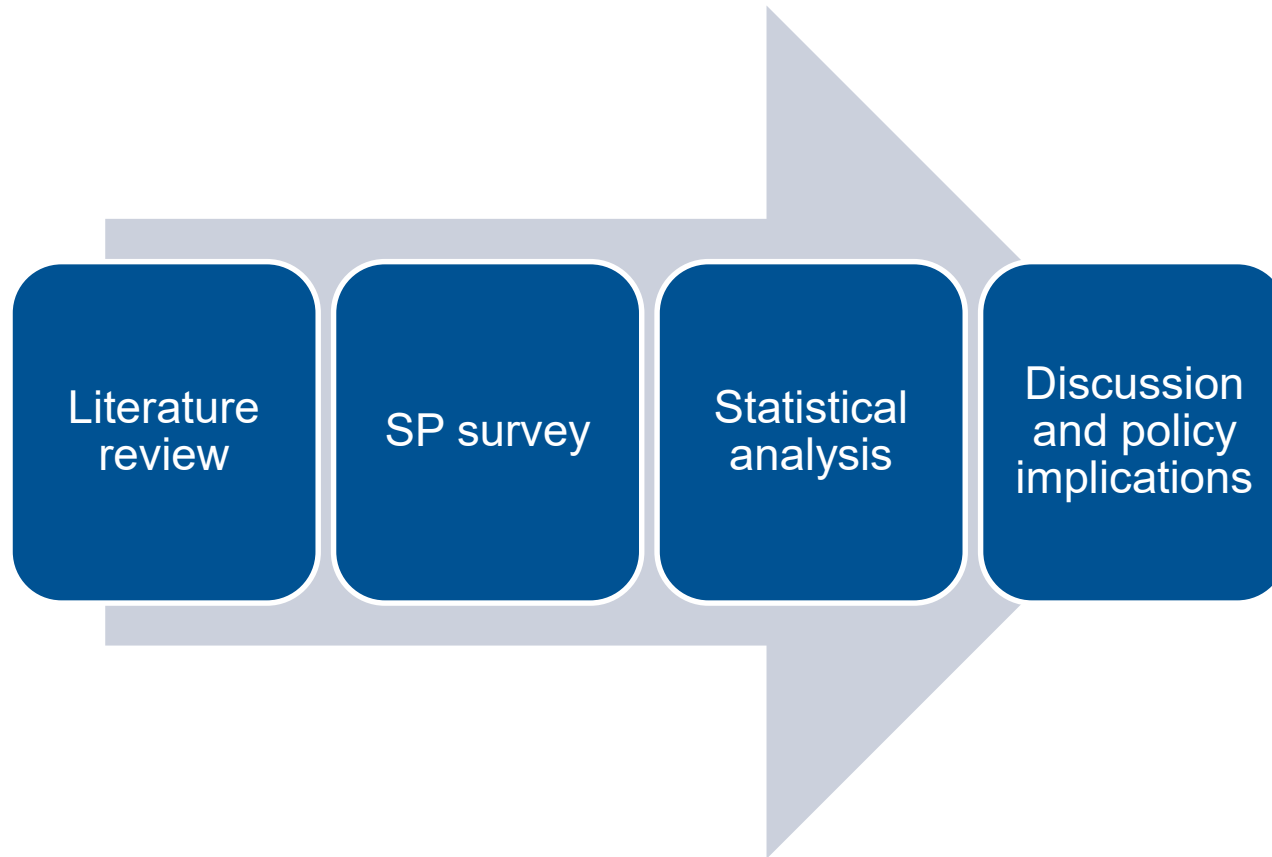 Literature
review
SP survey
Statistical
analysis
Discussion
and policy
implications